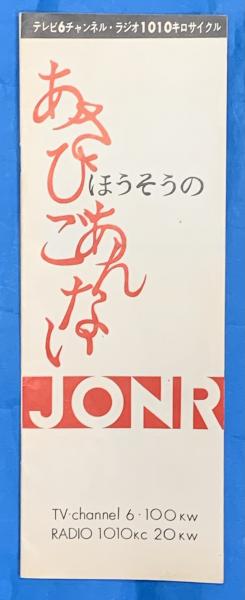 テレビ6チャンネル・ラジオ1010キロサイクル
あさひ
ほうそうの
ごあんない
JONR
TV·channel 6·100KW
RADIO 1010KC 20KW